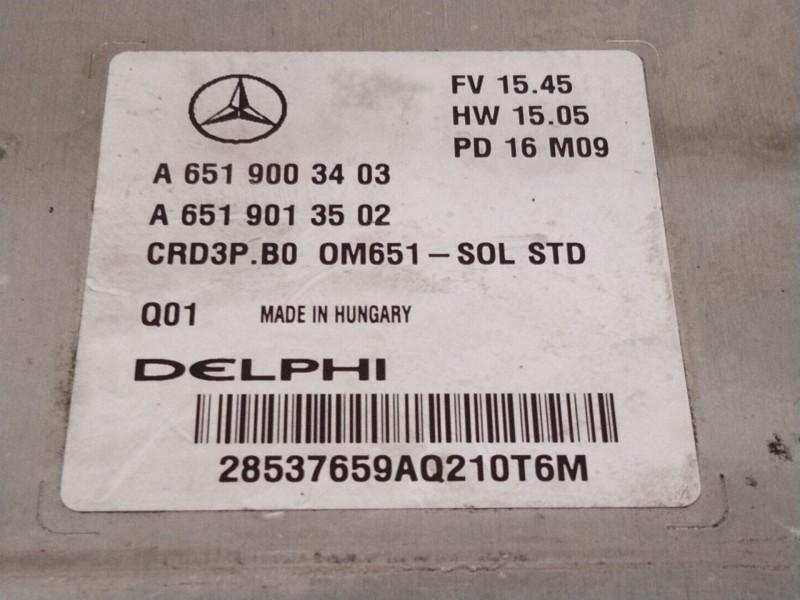 FV 15.45
HW 15.05
PD 16 M09
A 651 900 34 03
A 651 901 35 02
CRD3P.B0 OM651-SOL STD
Q01 MADE IN HUNGARY
DELPHI
28537659AQ210T6M